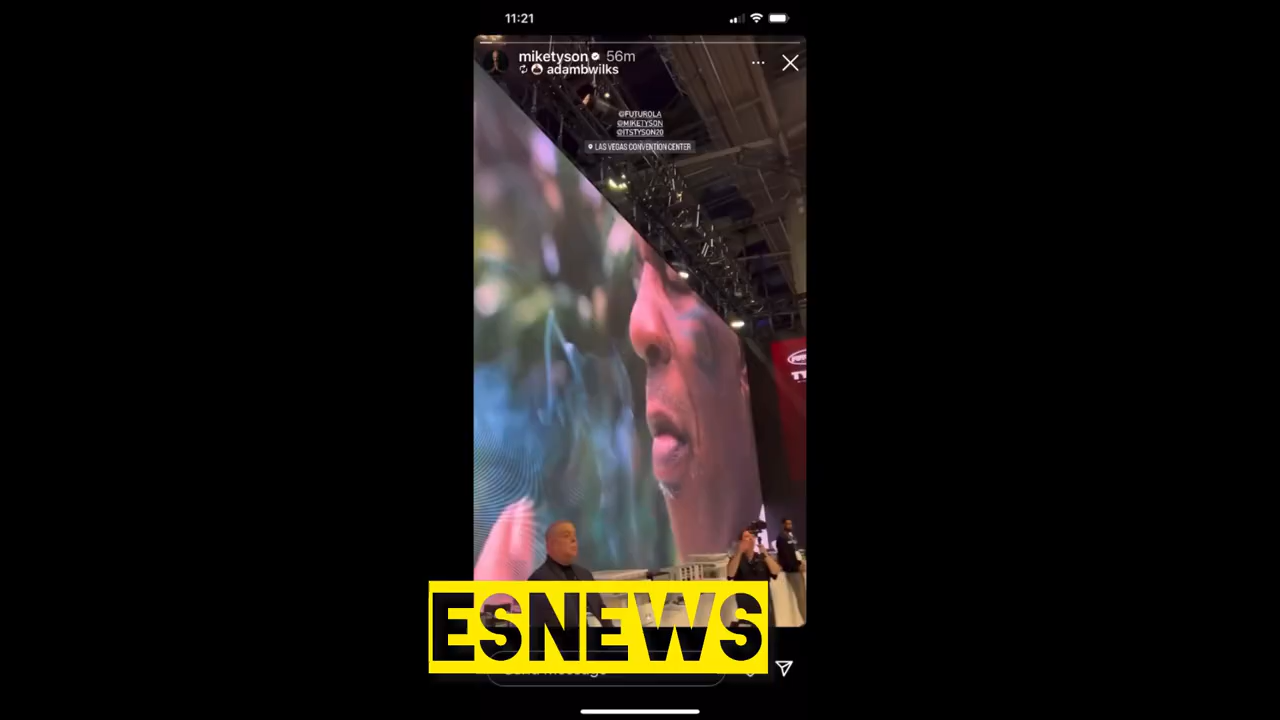 11:21
miketyson 56m
adambwilks
@FUTUROLA
@MIKETYSON
@ITSTYSON20
LAS VEGAS CONVENTION CENTER
ESNEWS